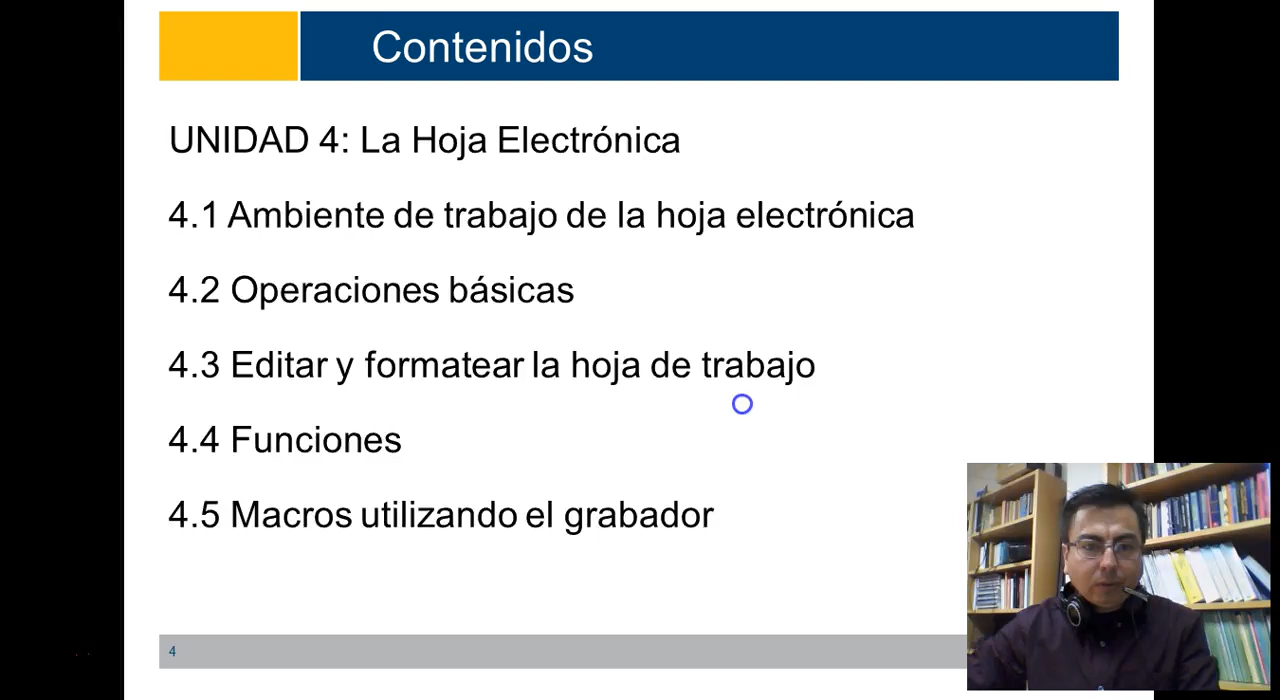 Contenidos
UNIDAD 4: La Hoja Electrónica
4.1 Ambiente de trabajo de la hoja electrónica
4.2 Operaciones básicas
4.3 Editar y formatear la hoja de trabajo
4.4 Funciones
4.5 Macros utilizando el grabador
4